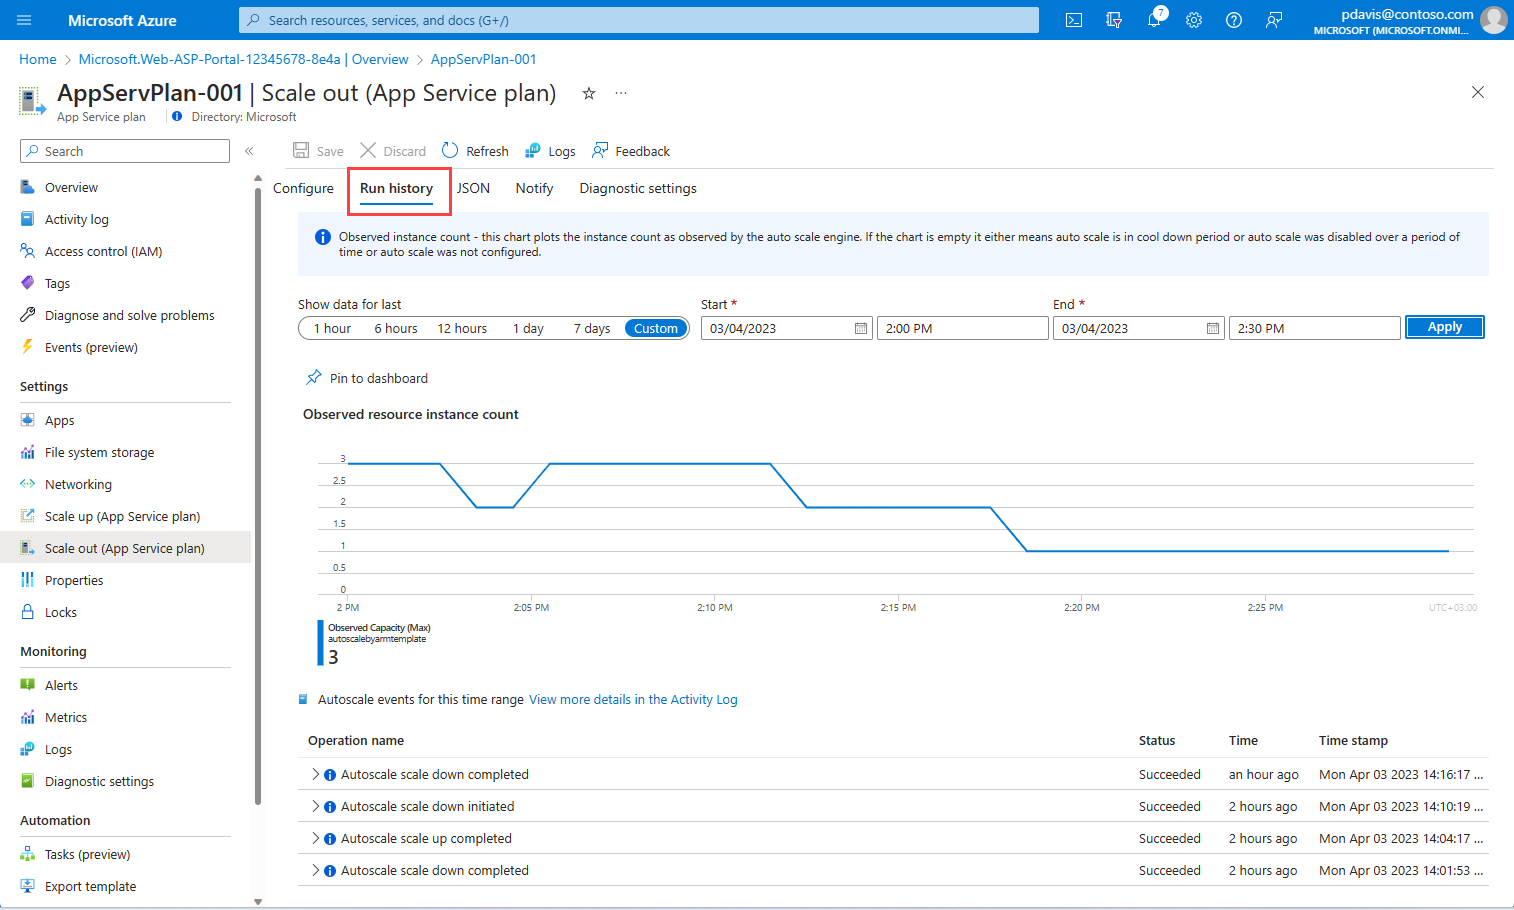 Microsoft Azure
Search resources, services, and docs (G+/)
7
pdavis@contoso.com
MICROSOFT (MICROSOFT.ONMI...
Home > Microsoft.Web-ASP-Portal-12345678-8e4a | Overview > AppServPlan-001
AppServPlan-001 | Scale out (App Service plan)
App Service plan
Directory: Microsoft
Search
Save
Discard
Refresh
Logs
Feedback
Overview
Activity log
Access control (IAM)
Tags
Diagnose and solve problems
Events (preview)
Settings
Apps
File system storage
Networking
Scale up (App Service plan)
Scale out (App Service plan)
Properties
Locks
Monitoring
Alerts
Metrics
Logs
Diagnostic settings
Automation
Tasks (preview)
Export template
Configure
Run history
JSON
Notify
Diagnostic settings
Observed instance count - this chart plots the instance count as observed by the auto scale engine. If the chart is empty it either means auto scale is in cool down period or auto scale was disabled over a period of
time or auto scale was not configured.
Show data for last
1 hour
6 hours
12 hours
1 day
7 days
Custom
Start *
03/04/2023
2:00 PM
End *
03/04/2023
2:30 PM
Apply
Pin to dashboard
Observed resource instance count
3
2.5
2
1.5
1
0.5
0
2 PM
2:05 PM
2:10 PM
2:15 PM
2:20 PM
2:25 PM
UTC+03:00
Observed Capacity (Max)
autoscalebyarmtemplate
3
Autoscale events for this time range View more details in the Activity Log
Operation name Status Time Time stamp
Autoscale scale down completed Succeeded an hour ago Mon Apr 03 2023 14:16:17 ...
Autoscale scale down initiated Succeeded 2 hours ago Mon Apr 03 2023 14:10:19 ...
Autoscale scale up completed Succeeded 2 hours ago Mon Apr 03 2023 14:04:17 ...
Autoscale scale down completed Succeeded 2 hours ago Mon Apr 03 2023 14:01:53 ...